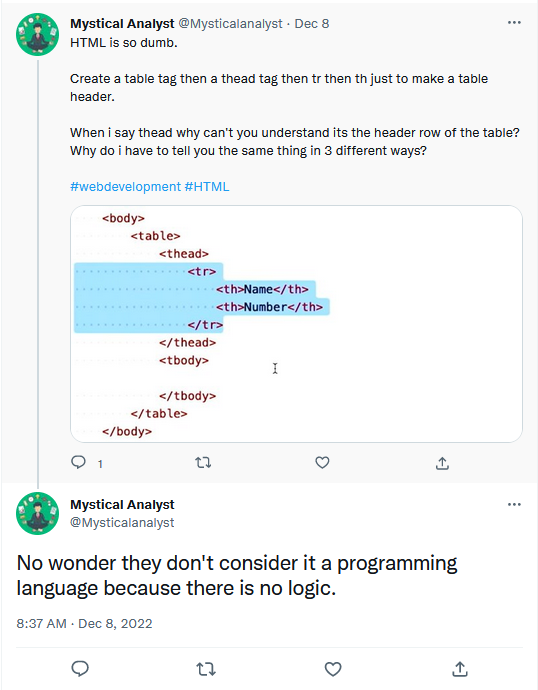 Mystical Analyst @Mysticalanalyst · Dec 8
HTML is so dumb.
Create a table tag then a thead tag then tr then th just to make a table
header.
When i say thead why can't you understand its the header row of the table?
Why do i have to tell you the same thing in 3 different ways?
#webdevelopment #HTML
<body>
<table>
<thead>
<tr>
<th>Name</th>
<th>Number</th>
</tr>
</thead>
<tbody>
</tbody>
</table>
</body>
1
Mystical Analyst
@Mysticalanalyst
No wonder they don't consider it a programming
language because there is no logic.
8:37 AM · Dec 8, 2022